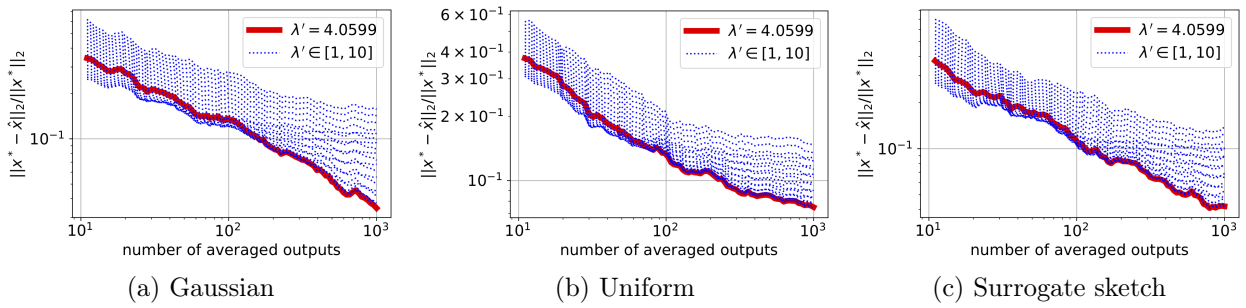 ||x* − x̂||₂/||x*||₂
10⁻¹
λ′ = 4.0599
λ′ ∈ [1, 10]
10¹ 10² 10³
number of averaged outputs
(a) Gaussian
||x* − x̂||₂/||x*||₂
6 × 10⁻¹
4 × 10⁻¹
3 × 10⁻¹
2 × 10⁻¹
10⁻¹
λ′ = 4.0599
λ′ ∈ [1, 10]
10¹ 10² 10³
number of averaged outputs
(b) Uniform
||x* − x̂||₂/||x*||₂
10⁻¹
λ′ = 4.0599
λ′ ∈ [1, 10]
10¹ 10² 10³
number of averaged outputs
(c) Surrogate sketch